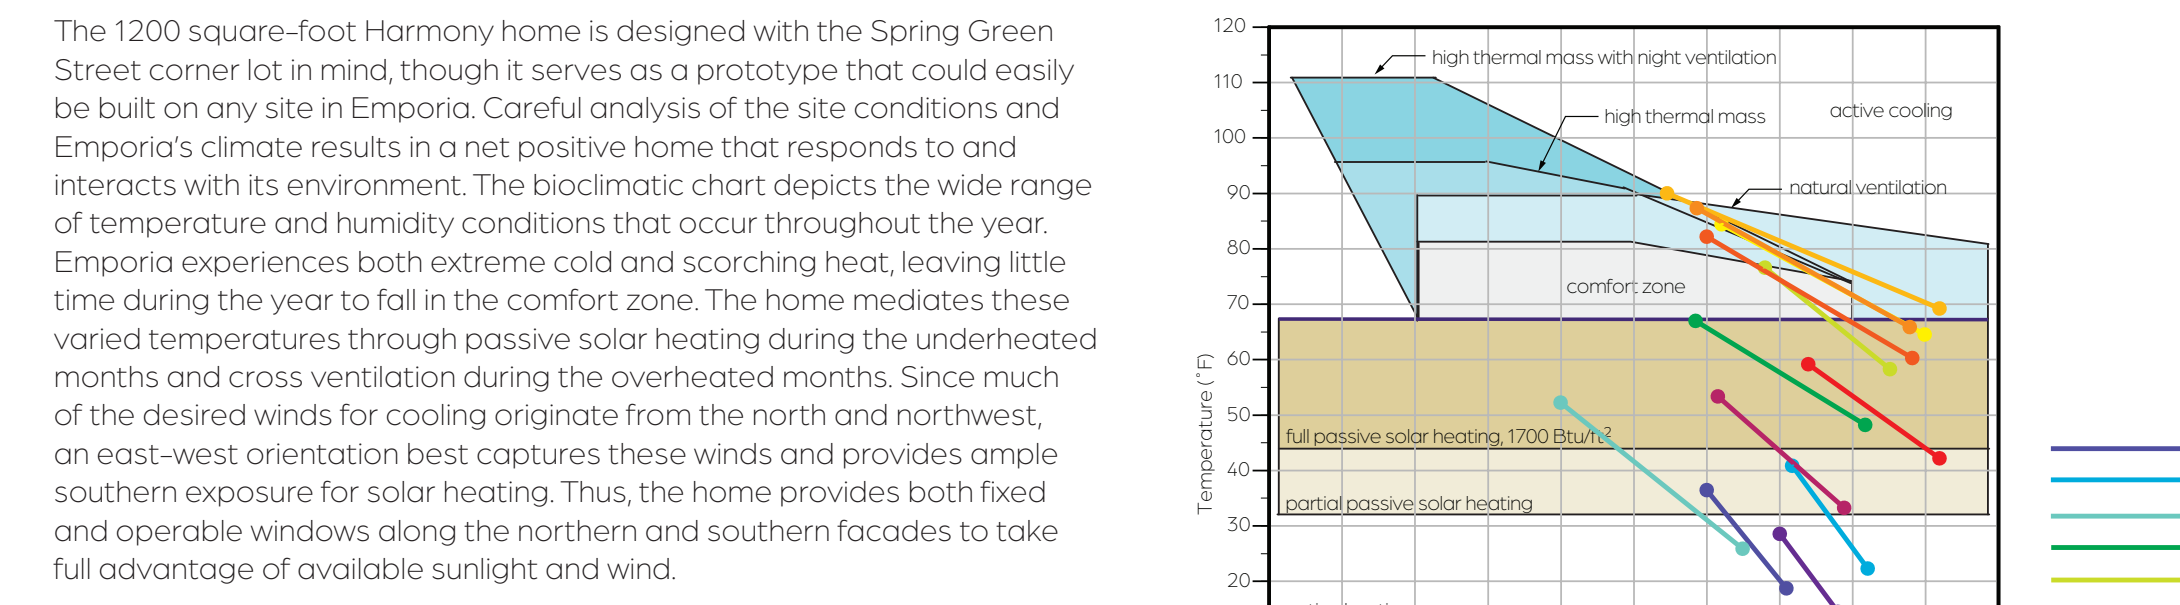 The 1200 square-foot Harmony home is designed with the Spring Green
Street corner lot in mind, though it serves as a prototype that could easily
be built on any site in Emporia. Careful analysis of the site conditions and
Emporia's climate results in a net positive home that responds to and
interacts with its environment. The bioclimatic chart depicts the wide range
of temperature and humidity conditions that occur throughout the year.
Emporia experiences both extreme cold and scorching heat, leaving little
time during the year to fall in the comfort zone. The home mediates these
varied temperatures through passive solar heating during the underheated
months and cross ventilation during the overheated months. Since much
of the desired winds for cooling originate from the north and northwest,
an east-west orientation best captures these winds and provides ample
southern exposure for solar heating. Thus, the home provides both fixed
and operable windows along the northern and southern facades to take
full advantage of available sunlight and wind.
120
high thermal mass with night ventilation
110
active cooling
high thermal mass
100
90
natural ventilation
80
comfort zone
70
60
Temperature (°F)
50
full passive solar heating, 1700 Btu/ft²
40
partial passive solar heating
30
20